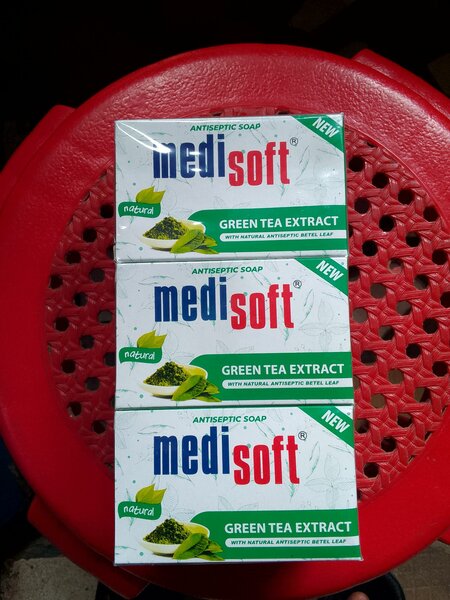 ANTISEPTIC SOAP
NEW
medisoft®
natural
GREEN TEA EXTRACT
WITH NATURAL ANTISEPTIC BETEL LEAF
ANTISEPTIC SOAP
NEW
medisoft®
natural
GREEN TEA EXTRACT
WITH NATURAL ANTISEPTIC BETEL LEAF
ANTISEPTIC SOAP
NEW
medisoft®
natural
GREEN TEA EXTRACT
WITH NATURAL ANTISEPTIC BETEL LEAF